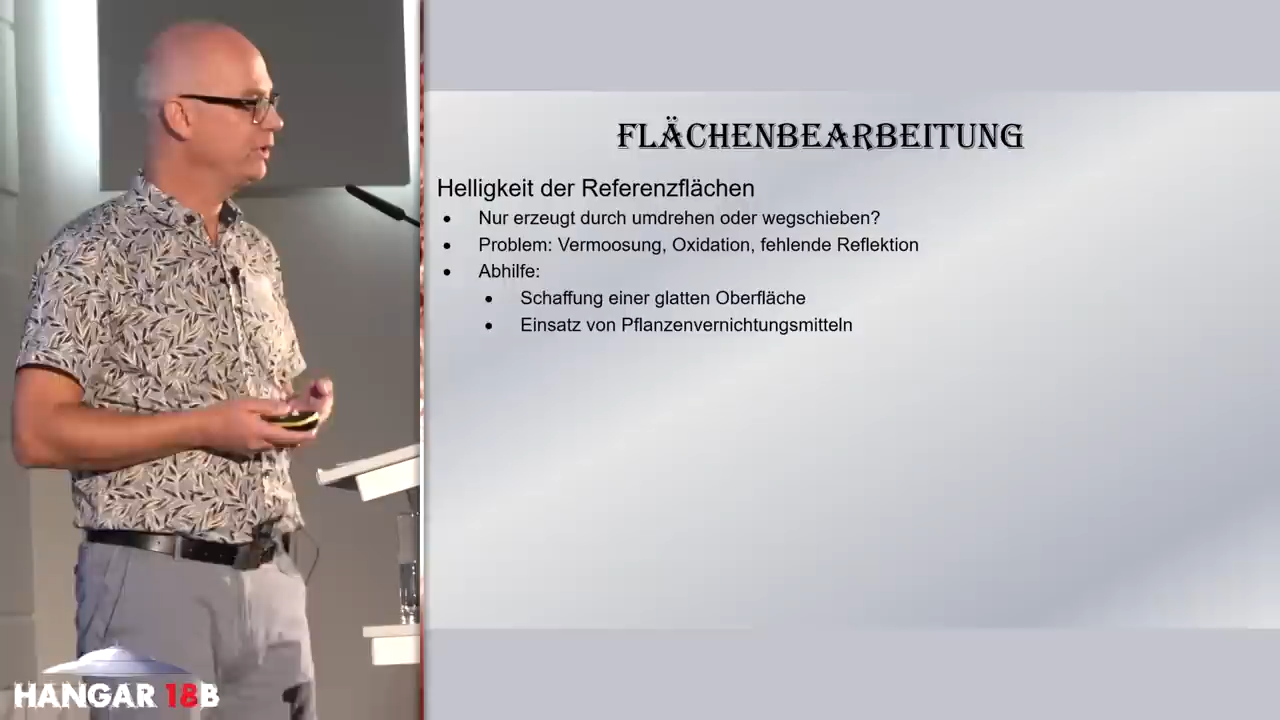 FLÄCHENBEARBEITUNG
Helligkeit der Referenzflächen
• Nur erzeugt durch umdrehen oder wegschieben?
• Problem: Vermoosung, Oxidation, fehlende Reflektion
• Abhilfe:
• Schaffung einer glatten Oberfläche
• Einsatz von Pflanzenvernichtungsmitteln
HANGAR 18B